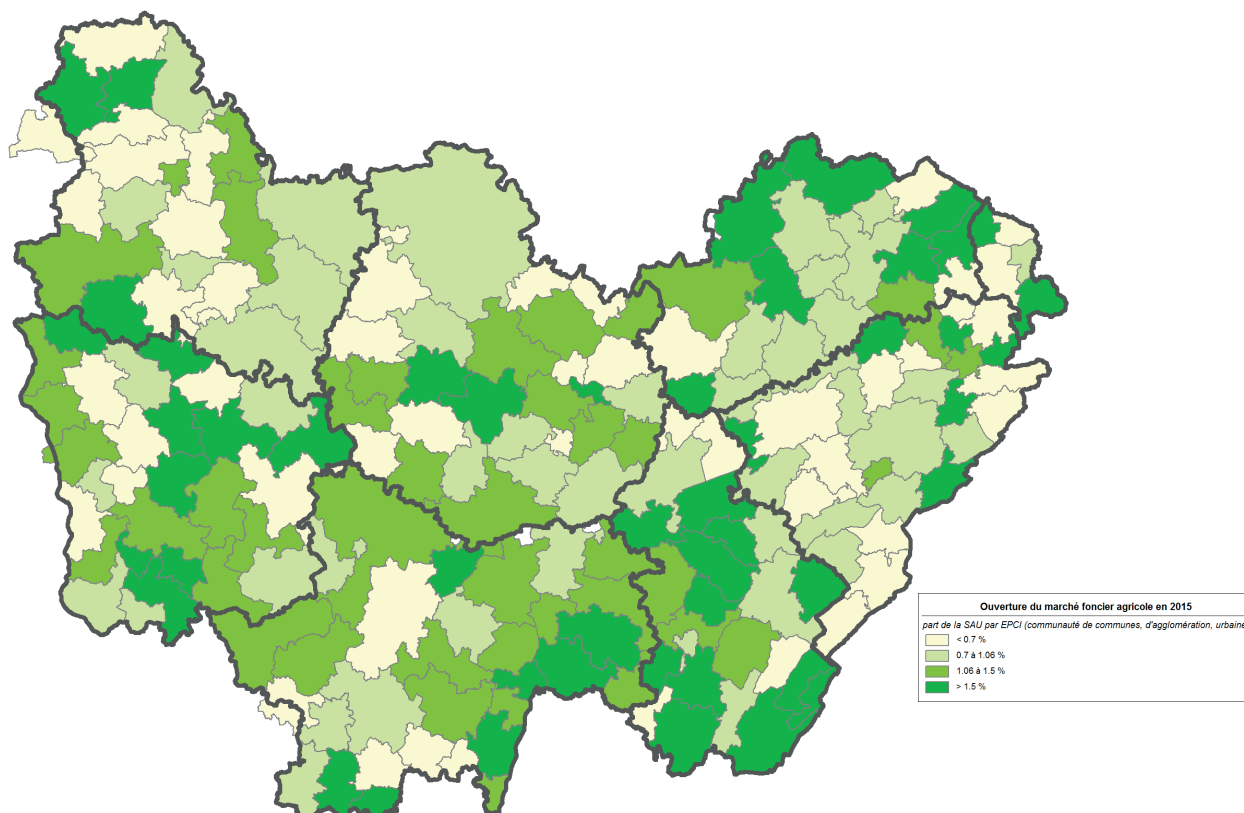 Ouverture du marché foncier agricole en 2015
part de la SAU par EPCI (communauté de communes, d'agglomération, urbaine
< 0.7 %
0.7 à 1.06 %
1.06 à 1.5 %
> 1.5 %